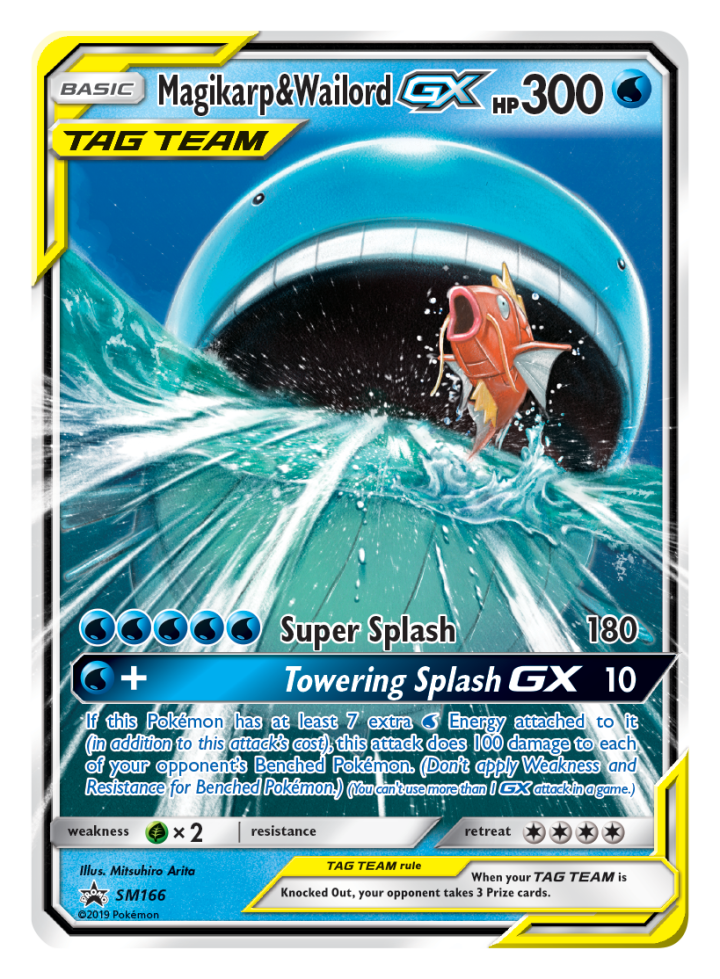 BASIC Magikarp&Wailord GX HP 300
TAG TEAM
Super Splash 180
+ Towering Splash GX 10
If this Pokémon has at least 7 extra Energy attached to it
(in addition to this attack's cost), this attack does 100 damage to each
of your opponent's Benched Pokémon. (Don't apply Weakness and
Resistance for Benched Pokémon.) (You can't use more than 1 GX attack in a game.)
weakness ×2 resistance retreat
Illus. Mitsuhiro Arita
PROMO SM166
©2019 Pokémon
TAG TEAM rule
When your TAG TEAM is
Knocked Out, your opponent takes 3 Prize cards.